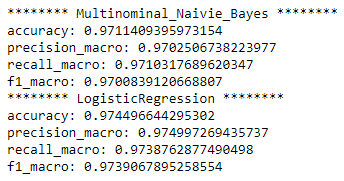 ******** Multinominal_Naivie_Bayes ********
accuracy: 0.9711409395973154
precision_macro: 0.9702506738223977
recall_macro: 0.9710317689620347
f1_macro: 0.9700839120668807
******** LogisticRegression ********
accuracy: 0.974496644295302
precision_macro: 0.974997269435737
recall_macro: 0.9738762877490498
f1_macro: 0.9739067895258554